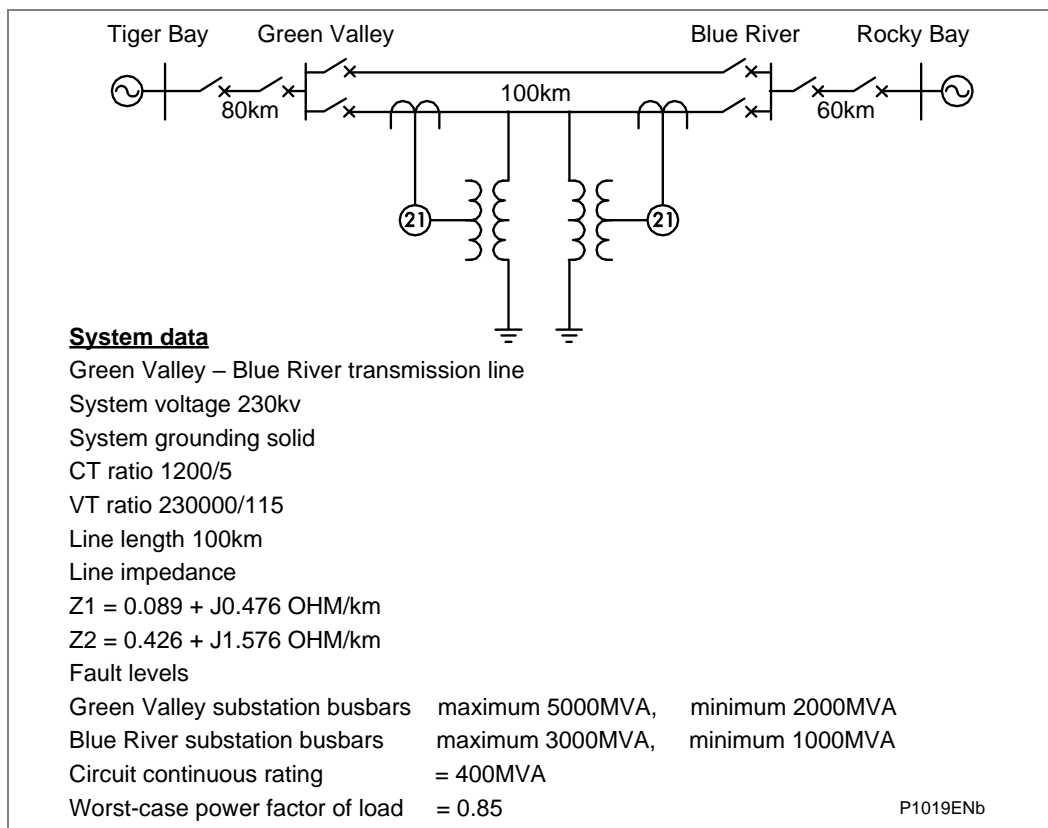 Tiger Bay Green Valley Blue River Rocky Bay
80km 100km 60km
21 21
System data
Green Valley – Blue River transmission line
System voltage 230kv
System grounding solid
CT ratio 1200/5
VT ratio 230000/115
Line length 100km
Line impedance
Z1 = 0.089 + J0.476 OHM/km
Z2 = 0.426 + J1.576 OHM/km
Fault levels
Green Valley substation busbars maximum 5000MVA, minimum 2000MVA
Blue River substation busbars maximum 3000MVA, minimum 1000MVA
Circuit continuous rating = 400MVA
Worst-case power factor of load = 0.85
P1019ENb